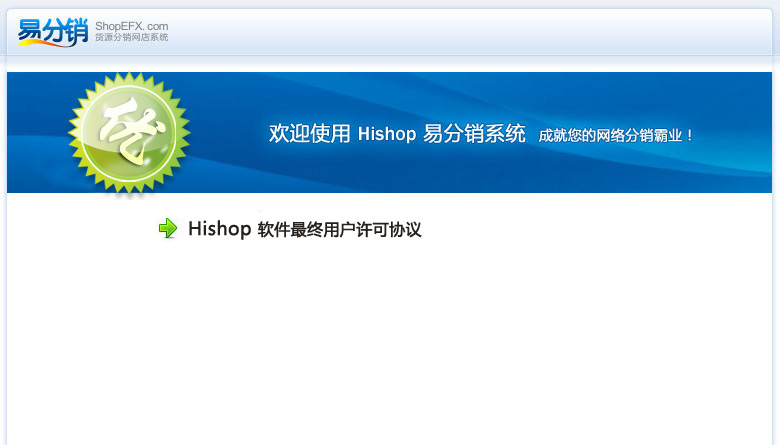 易分销
ShopEFX.com
货源分销网店系统
优
欢迎使用 Hishop 易分销系统 成就您的网络分销霸业！
Hishop 软件最终用户许可协议